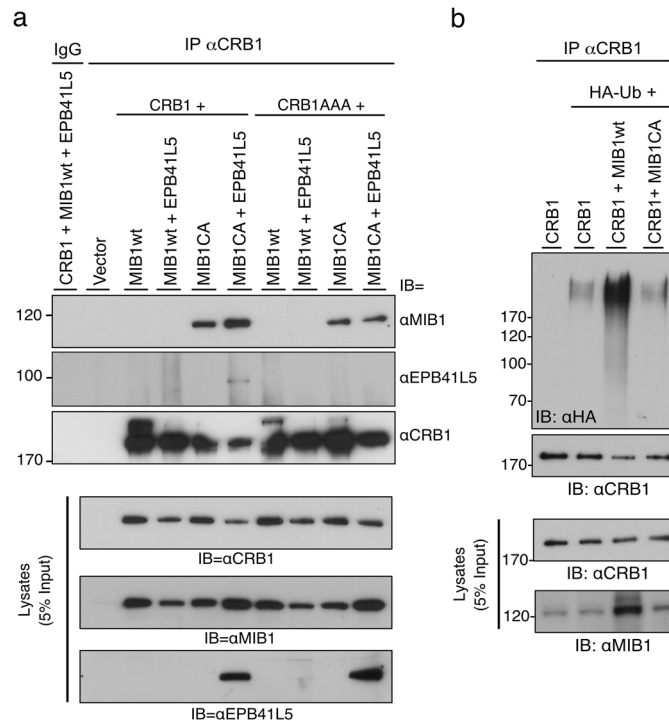 a
IgG
IP αCRB1
CRB1 +
CRB1AAA +
CRB1 + MIB1wt + EPB41L5
Vector
MIB1wt
MIB1wt + EPB41L5
MIB1CA
MIB1CA + EPB41L5
MIB1wt
MIB1wt + EPB41L5
MIB1CA
MIB1CA + EPB41L5
IB=
120
αMIB1
100
αEPB41L5
αCRB1
170
IB=αCRB1
Lysates
(5% Input)
IB=αMIB1
IB=αEPB41L5
b
IP αCRB1
HA-Ub +
CRB1
CRB1
CRB1 + MIB1wt
CRB1+ MIB1CA
170
120
100
70
IB: αHA
170
IB: αCRB1
Lysates
(5% Input)
170
IB: αCRB1
120
IB: αMIB1